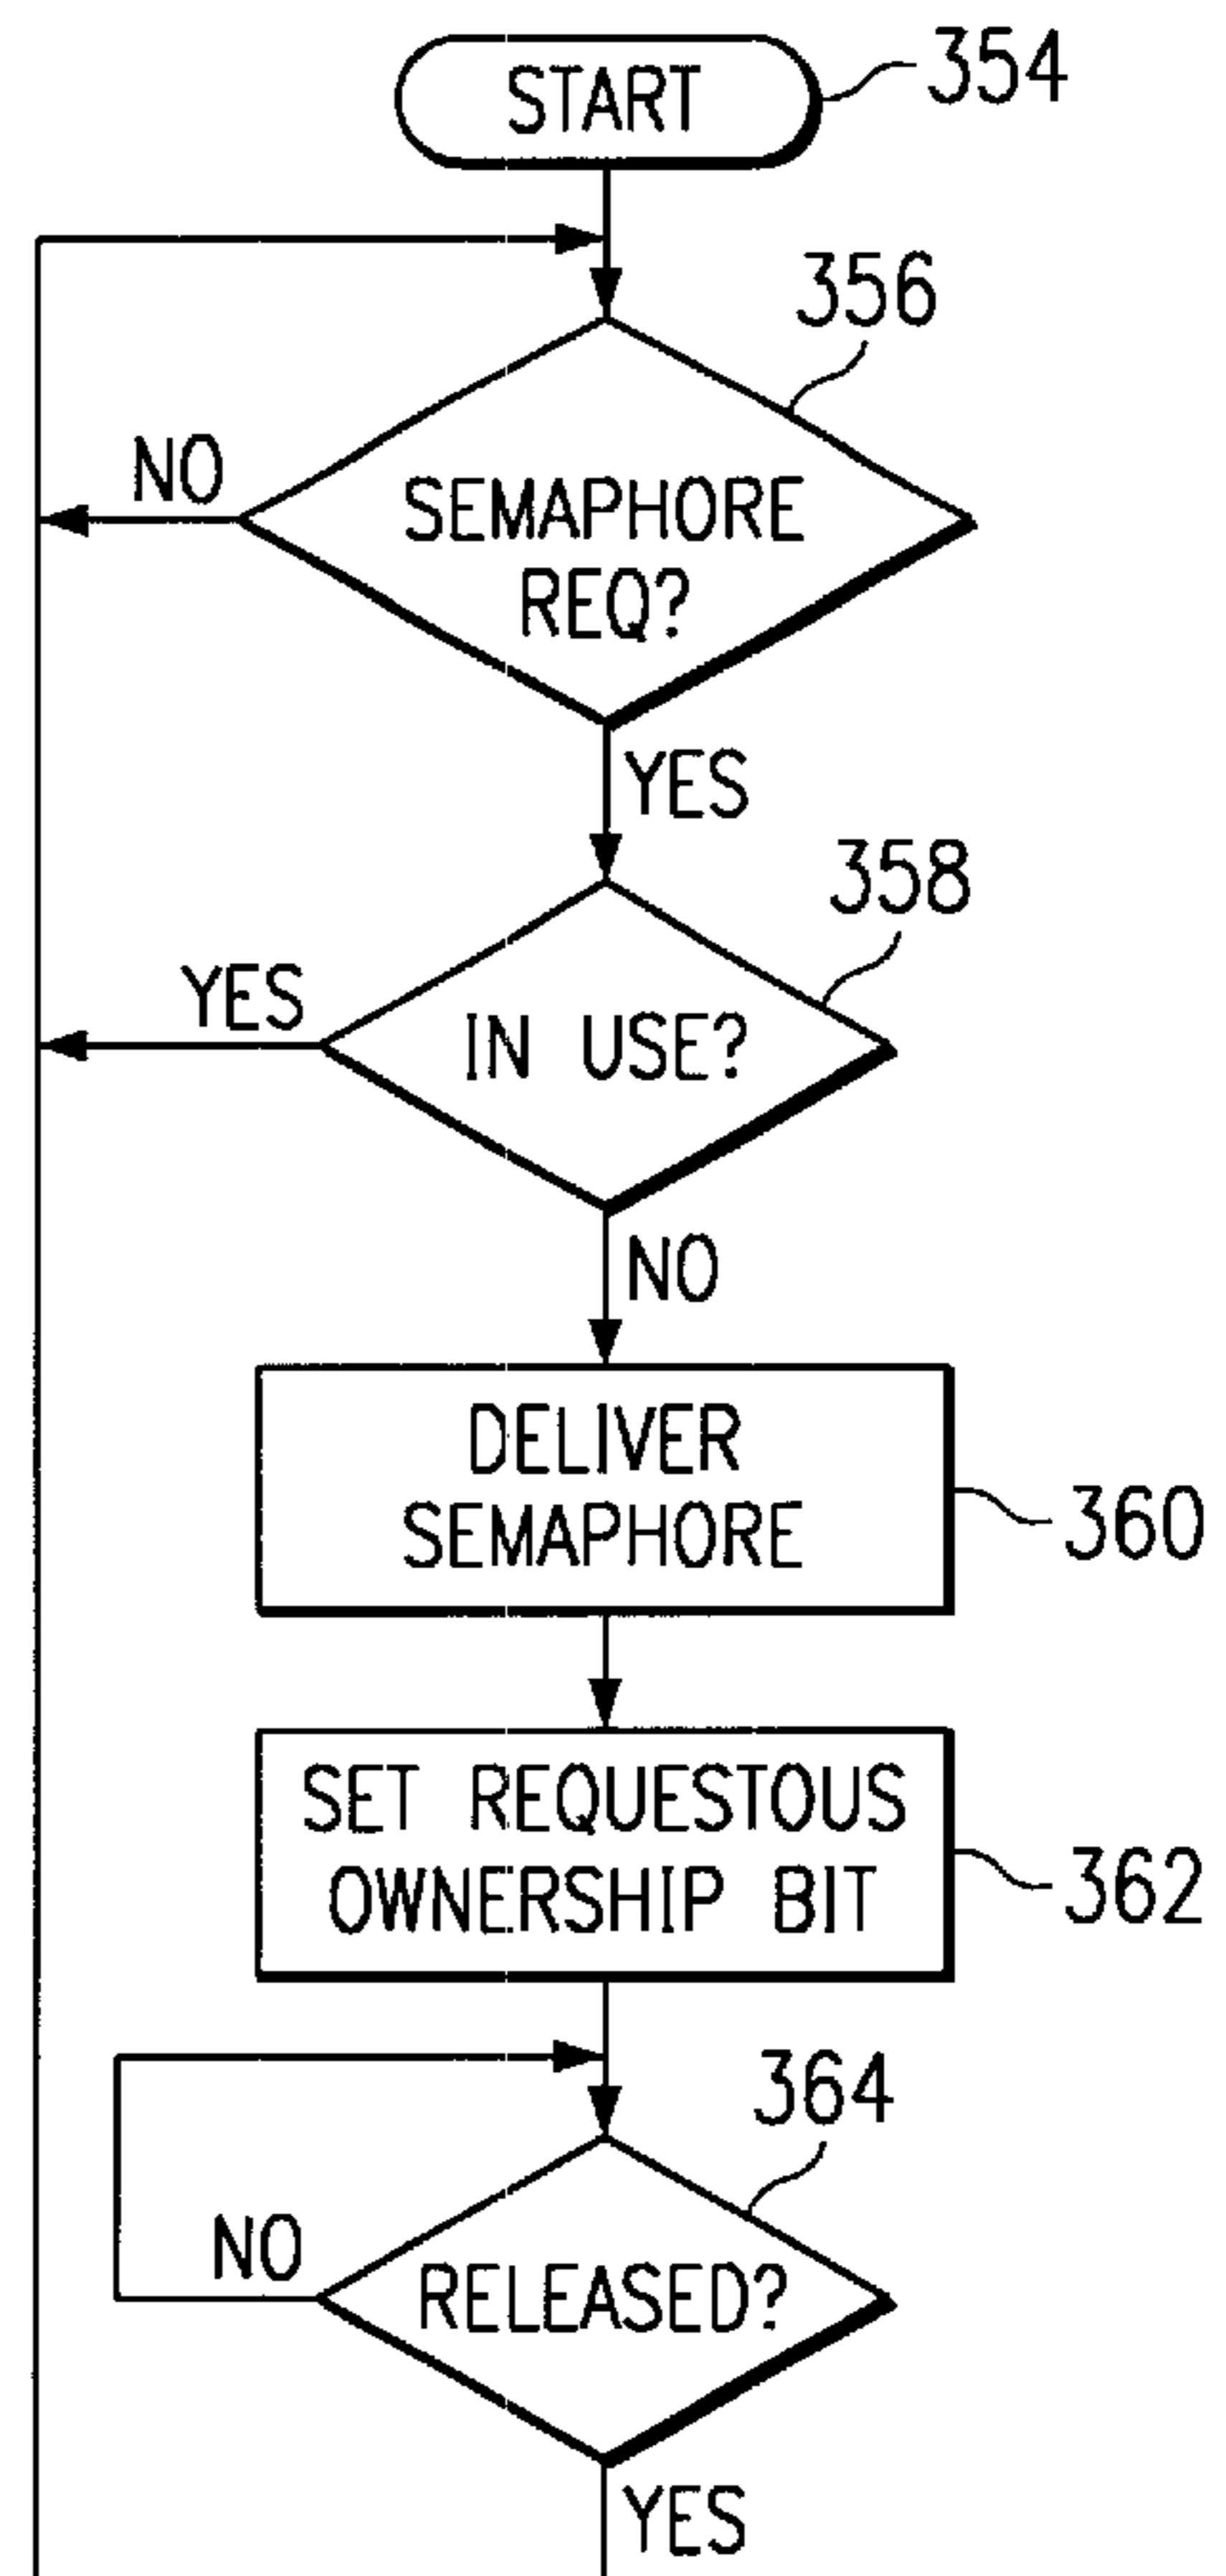 START
354
356
NO
SEMAPHORE
REQ?
YES
358
YES
IN USE?
NO
DELIVER
SEMAPHORE
360
SET REQUESTOUS
OWNERSHIP BIT
362
364
NO
RELEASED?
YES